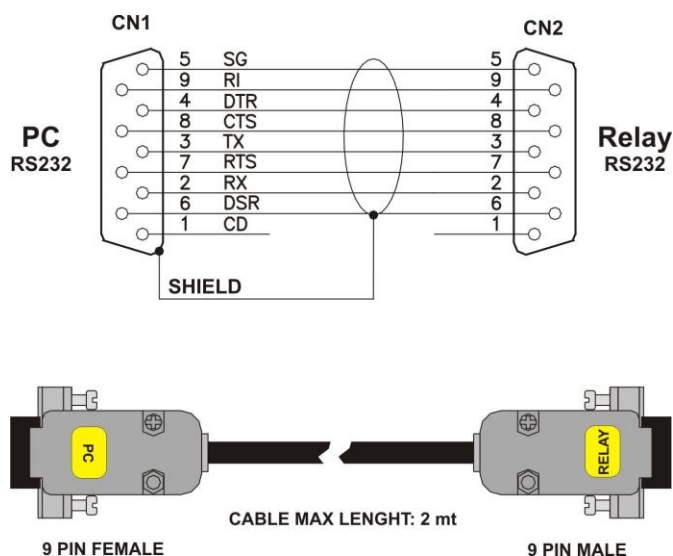 CN1
CN2
5 SG 5
9 RI 9
4 DTR 4
8 CTS 8
3 TX 3
7 RTS 7
2 RX 2
6 DSR 6
1 CD 1
PC
RS232
Relay
RS232
SHIELD
PC
RELAY
CABLE MAX LENGHT: 2 mt
9 PIN FEMALE
9 PIN MALE